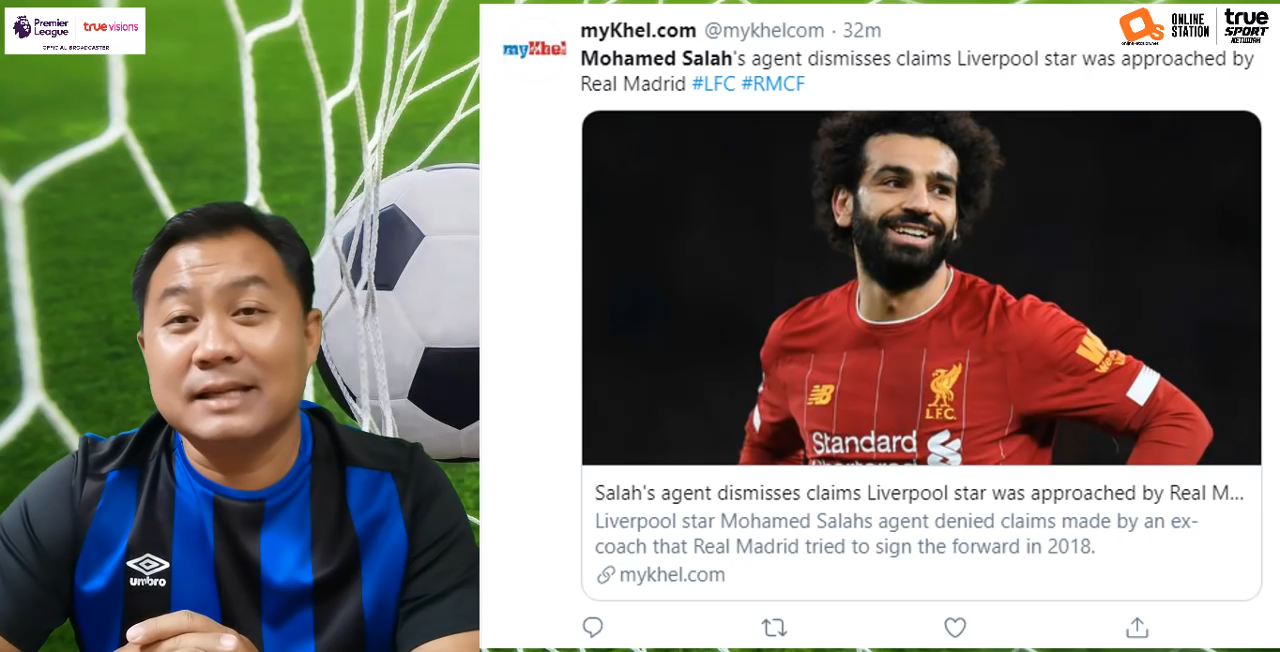 Premier
League
true visions
OFFICIAL BROADCASTER
myKhel
myKhel.com @mykhelcom · 32m
Mohamed Salah's agent dismisses claims Liverpool star was approached by
Real Madrid #LFC #RMCF
ONLINE
STATION
true
SPORT
NETWORK
L.F.C.
Standard
Chartered
umbro
Salah's agent dismisses claims Liverpool star was approached by Real M...
Liverpool star Mohamed Salahs agent denied claims made by an ex-
coach that Real Madrid tried to sign the forward in 2018.
mykhel.com